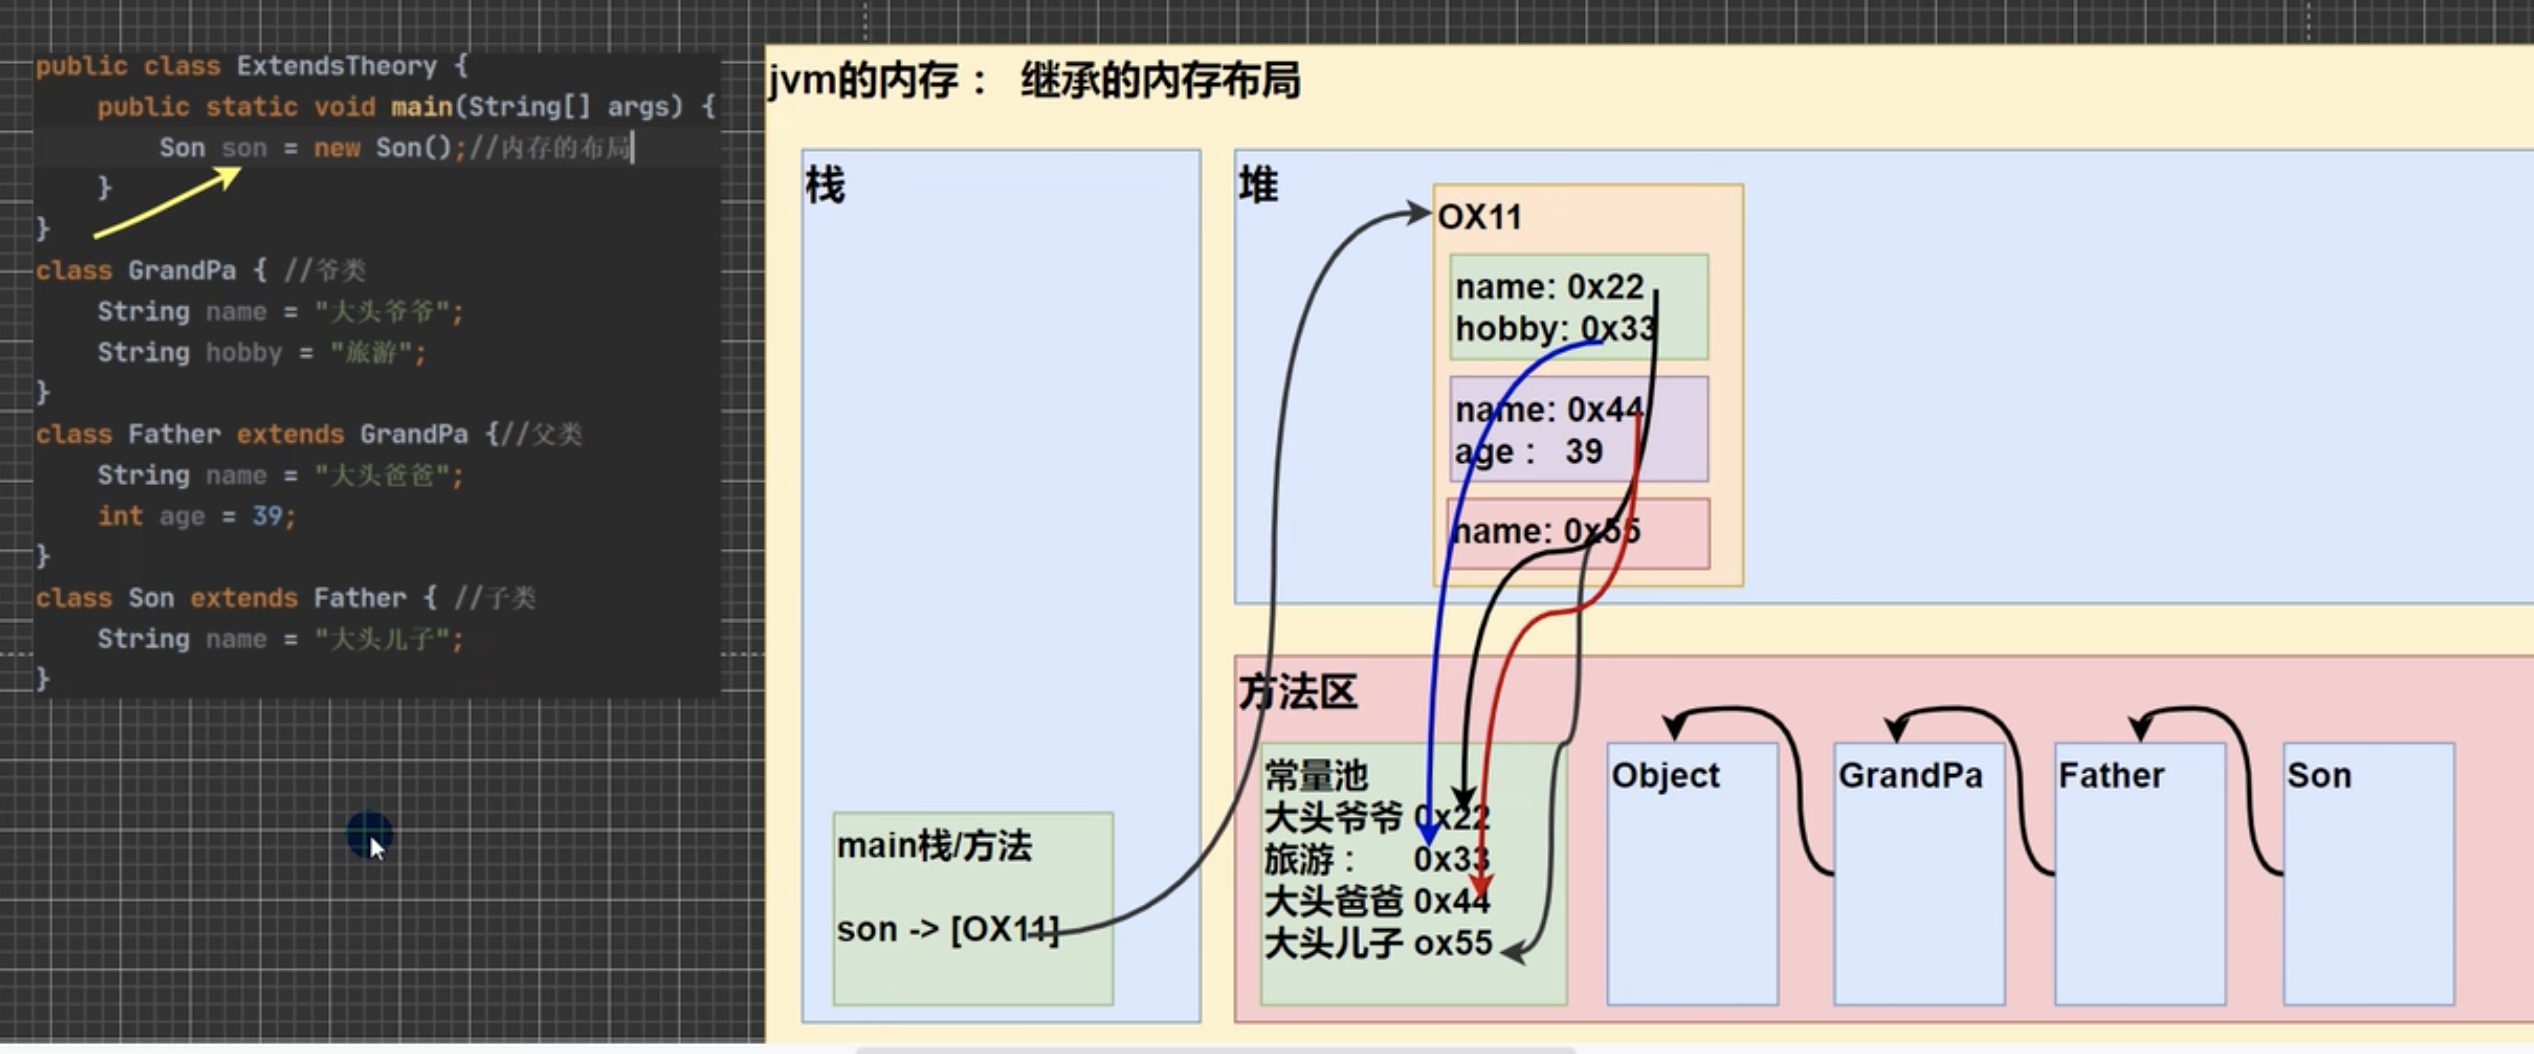 public class ExtendsTheory {
public static void main(String[] args) {
Son son = new Son();//内存的布局
}
}
class GrandPa { //爷类
String name = "大头爷爷";
String hobby = "旅游";
}
class Father extends GrandPa {//父类
String name = "大头爸爸";
int age = 39;
}
class Son extends Father { //子类
String name = "大头儿子";
}
jvm的内存： 继承的内存布局
栈
main栈/方法
son -> [OX11]
堆
OX11
name: 0x22
hobby: 0x33
name: 0x44
age： 39
name: 0x55
方法区
常量池
大头爷爷 0x22
旅游： 0x33
大头爸爸 0x44
大头儿子 ox55
Object
GrandPa
Father
Son